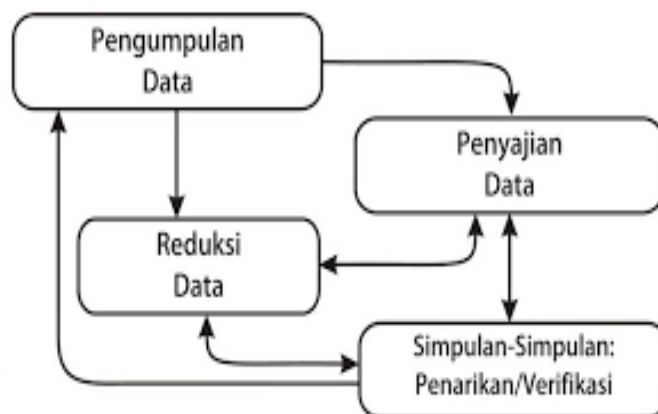 Pengumpulan
Data
Penyajian
Data
Reduksi
Data
Simpulan-Simpulan:
Penarikan/Verifikasi